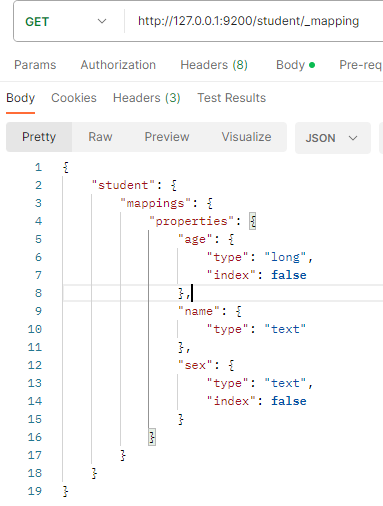 GET http://127.0.0.1:9200/student/_mapping
Params Authorization Headers (8) Body Pre-req
Body Cookies Headers (3) Test Results
Pretty Raw Preview Visualize JSON
1 {
2 "student": {
3 "mappings": {
4 "properties": {
5 "age": {
6 "type": "long",
7 "index": false
8 },
9 "name": {
10 "type": "text"
11 },
12 "sex": {
13 "type": "text",
14 "index": false
15 }
16 }
17 }
18 }
19 }